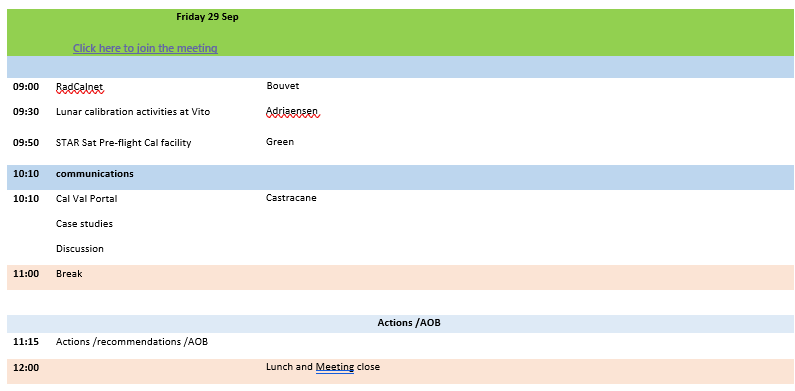 Friday 29 Sep
Click here to join the meeting
09:00 RadCalnet Bouvet
09:30 Lunar calibration activities at Vito Adriaensen
09:50 STAR Sat Pre-flight Cal facility Green
10:10 communications
10:10 Cal Val Portal Castracane
Case studies
Discussion
11:00 Break
Actions /AOB
11:15 Actions /recommendations /AOB
12:00 Lunch and Meeting close